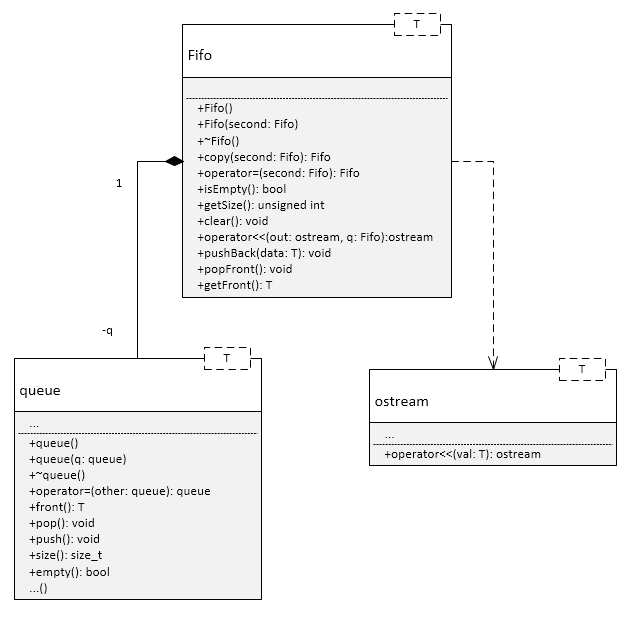 T
Fifo
+Fifo()
+Fifo(second: Fifo)
+~Fifo()
+copy(second: Fifo): Fifo
+operator=(second: Fifo): Fifo
+isEmpty(): bool
+getSize(): unsigned int
+clear(): void
+operator<<(out: ostream, q: Fifo):ostream
+pushBack(data: T): void
+popFront(): void
+getFront(): T
1
-q
T
queue
...
+queue()
+queue(q: queue)
+~queue()
+operator=(other: queue): queue
+front(): T
+pop(): void
+push(): void
+size(): size_t
+empty(): bool
...()
T
ostream
...
+operator<<(val: T): ostream